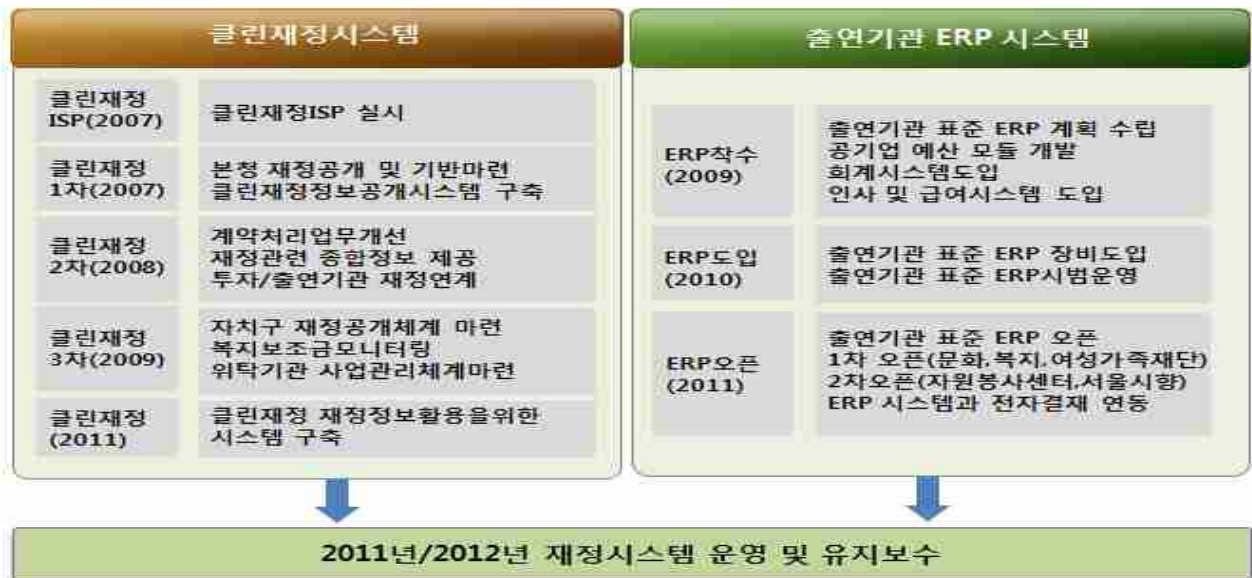 클린재정시스템
클린재정
ISP(2007)
클린재정ISP 실시
클린재정
1차(2007)
본청 재정공개 및 기반마련
클린재정정보공개시스템 구축
클린재정
2차(2008)
계약처리업무개선
재정관련 종합정보 제공
투자/출연기관 재정연계
클린재정
3차(2009)
자치구 재정공개체계 마련
복지보조금모니터링
위탁기관 사업관리체계마련
클린재정
(2011)
클린재정 재정정보활용을위한
시스템 구축
출연기관 ERP 시스템
ERP착수
(2009)
출연기관 표준 ERP 계획 수립
공기업 예산 모듈 개발
회계시스템도입
인사 및 급여시스템 도입
ERP도입
(2010)
출연기관 표준 ERP 장비도입
출연기관 표준 ERP시범운영
ERP오픈
(2011)
출연기관 표준 ERP 오픈
1차 오픈(문화,복지,여성가족재단)
2차오픈(자원봉사센터,서울시향)
ERP 시스템과 전자결재 연동
2011년/2012년 재정시스템 운영 및 유지보수